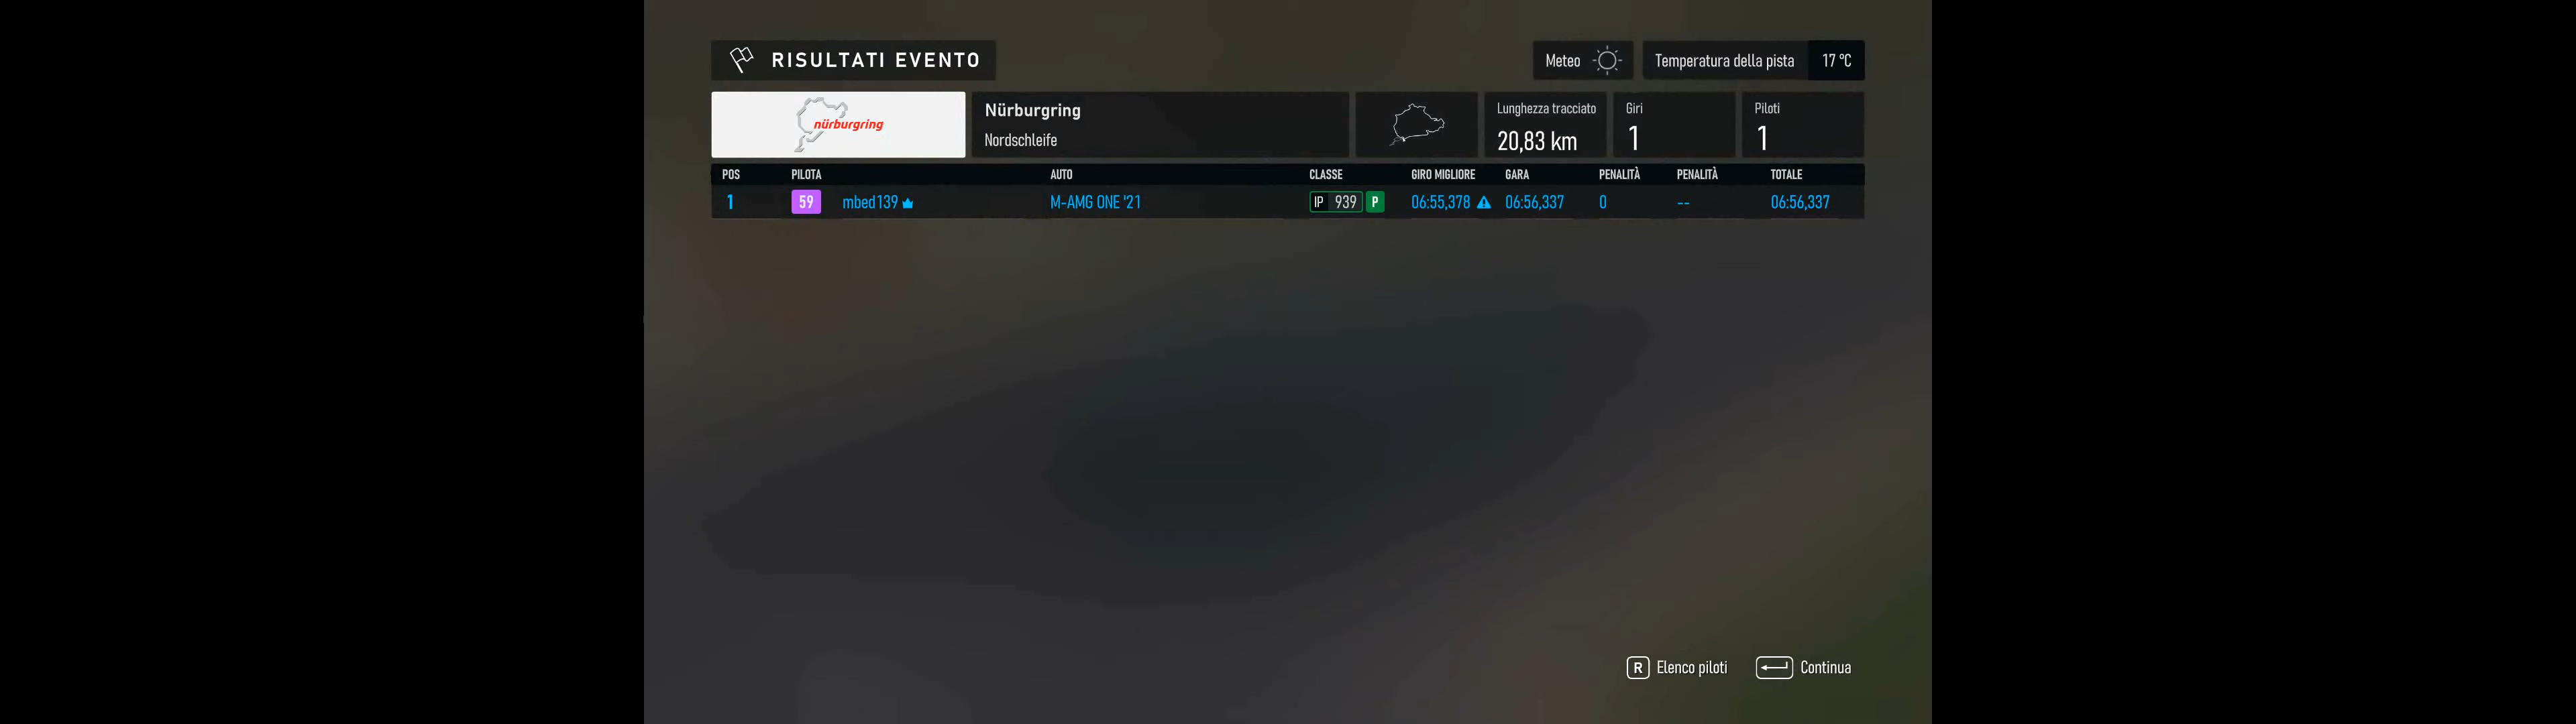 RISULTATI EVENTO
Meteo
Temperatura della pista 17 °C
nürburgring
Nürburgring
Nordschleife
Lunghezza tracciato
20,83 km
Giri
1
Piloti
1
POS PILOTA AUTO CLASSE GIRO MIGLIORE GARA PENALITÀ PENALITÀ TOTALE
1 59 mbed139 M-AMG ONE '21 IP 939 P 06:55,378 06:56,337 0 -- 06:56,337
R Elenco piloti Continua